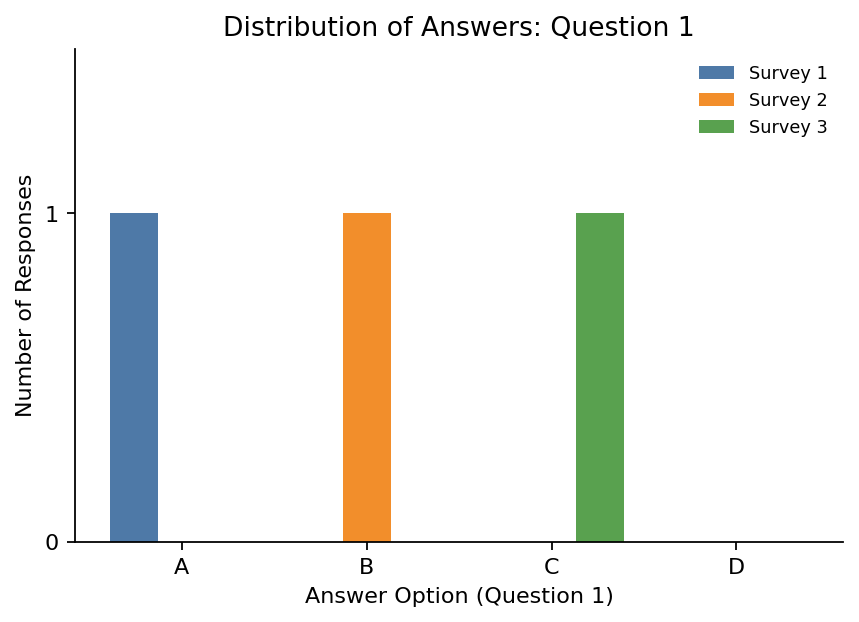 Distribution of Answers: Question 1
Survey 1
Survey 2
Survey 3
Number of Responses
1
0
A B C D
Answer Option (Question 1)